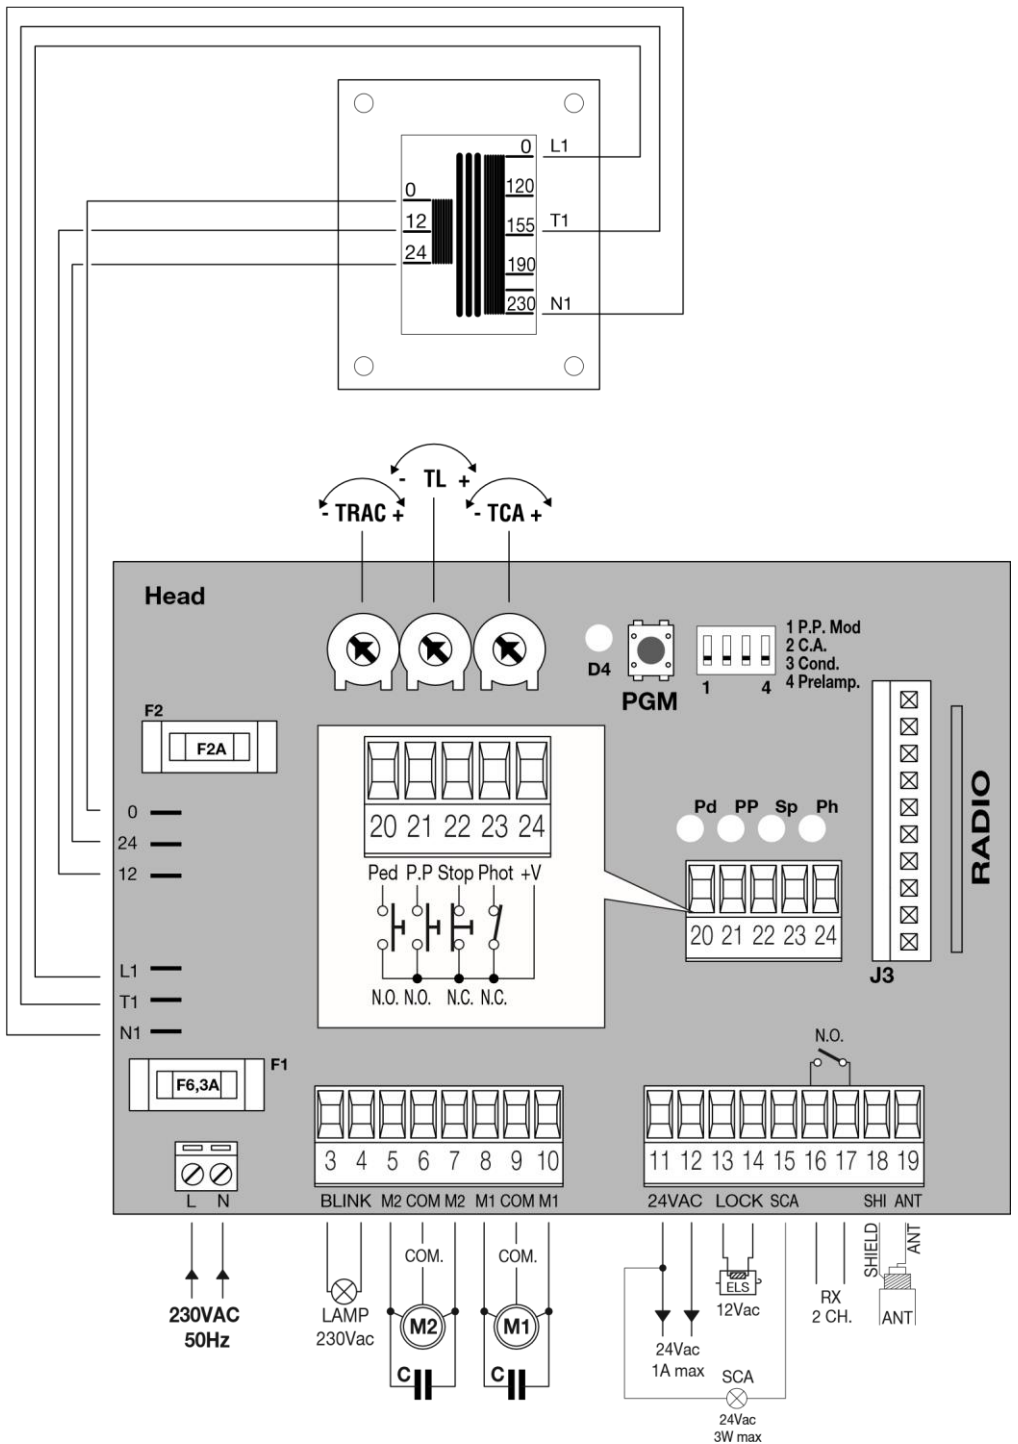 0 L1
120
155 T1
190
230 N1
0
12
24
- TL +
- TRAC +
- TCA +
Head
D4
PGM
1 4
1 P.P. Mod
2 C.A.
3 Cond.
4 Prelamp.
F2
F2A
0
24
12
L1
T1
N1
F1
F6,3A
L N
230VAC
50Hz
20 21 22 23 24
Ped P.P Stop Phot +V
N.O. N.O. N.C. N.C.
Pd PP Sp Ph
20 21 22 23 24
J3
RADIO
N.O.
3 4 5 6 7 8 9 10
BLINK M2 COM M2 M1 COM M1
11 12 13 14 15 16 17 18 19
24VAC LOCK SCA SHI ANT
LAMP
230Vac
COM.
M2
C
COM.
M1
C
24Vac
1A max
ELS
12Vac
SCA
24Vac
3W max
RX
2 CH.
SHIELD
ANT
ANT